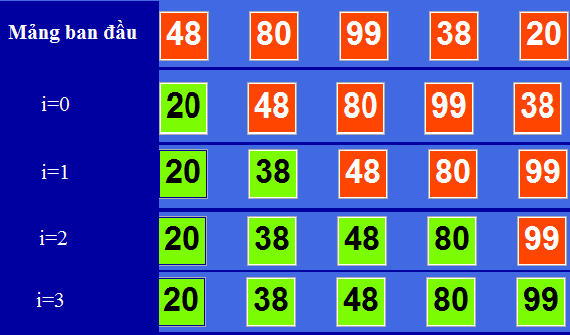 Mảng ban đầu 48 80 99 38 20
i=0 20 48 80 99 38
i=1 20 38 48 80 99
i=2 20 38 48 80 99
i=3 20 38 48 80 99